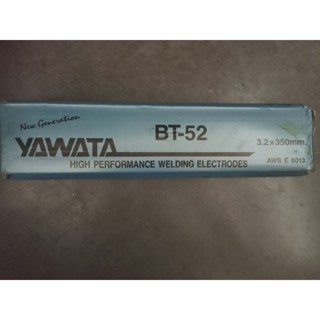 New Generation
YAWATA
BT-52
3.2 x 350mm.
HIGH PERFORMANCE WELDING ELECTRODES
AWS E 6013